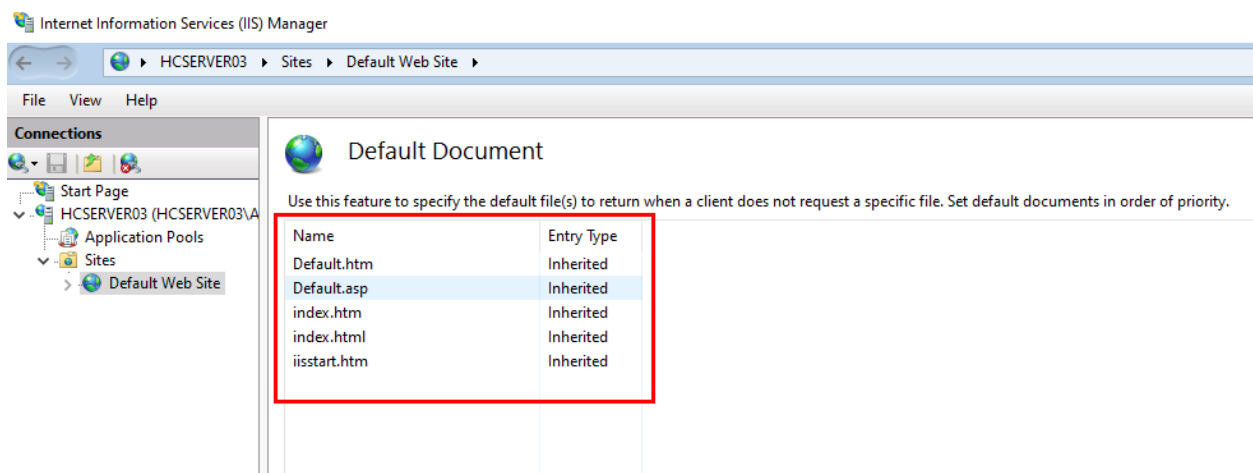 Internet Information Services (IIS) Manager
HCSERVER03 Sites Default Web Site
File View Help
Connections
Start Page
HCSERVER03 (HCSERVER03\A
Application Pools
Sites
Default Web Site
Default Document
Use this feature to specify the default file(s) to return when a client does not request a specific file. Set default documents in order of priority.
Name Entry Type
Default.htm Inherited
Default.asp Inherited
index.htm Inherited
index.html Inherited
iisstart.htm Inherited